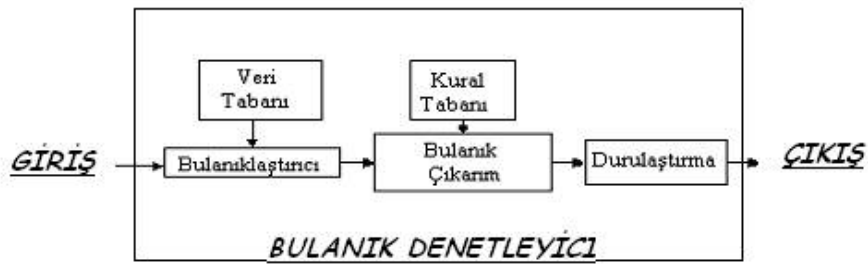 Veri
Tabanı
Kural
Tabanı
GİRİŞ
Bulanıklaştırıcı
Bulanık
Çıkarım
Durulaştırma
ÇIKIŞ
BULANIK DENETLEYİCİ